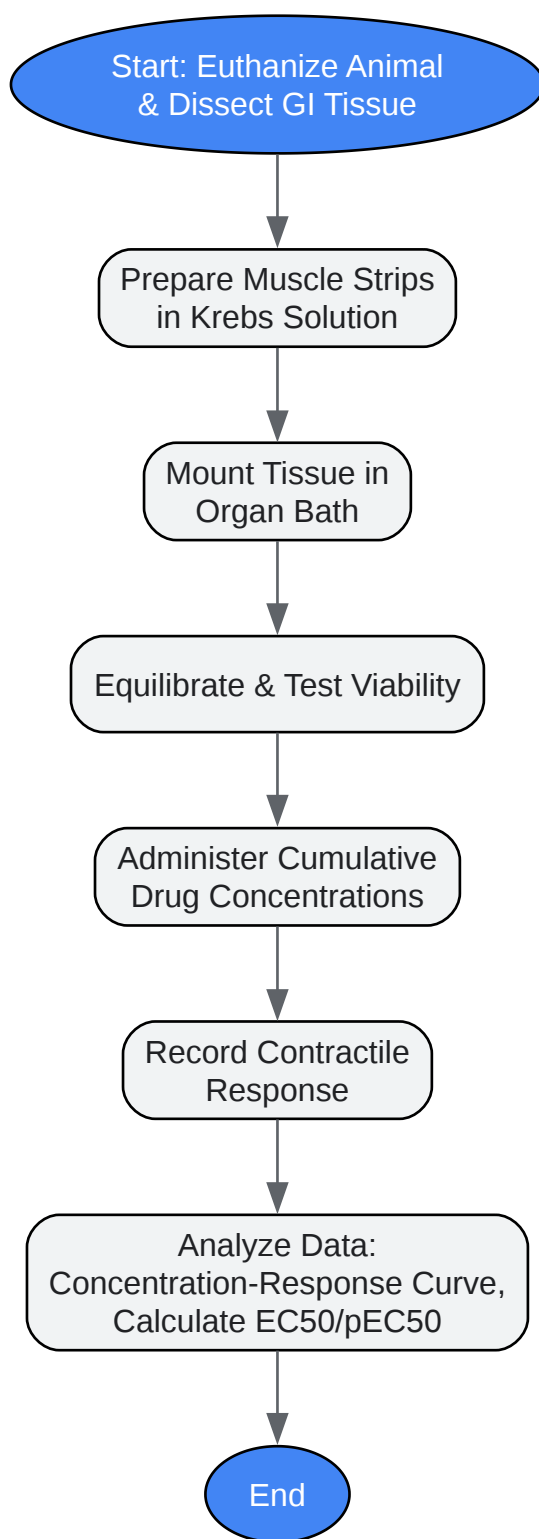 Start: Euthanize Animal
& Dissect GI Tissue
Prepare Muscle Strips
in Krebs Solution
Mount Tissue in
Organ Bath
Equilibrate & Test Viability
Administer Cumulative
Drug Concentrations
Record Contractile
Response
Analyze Data:
Concentration-Response Curve,
Calculate EC50/pEC50
End